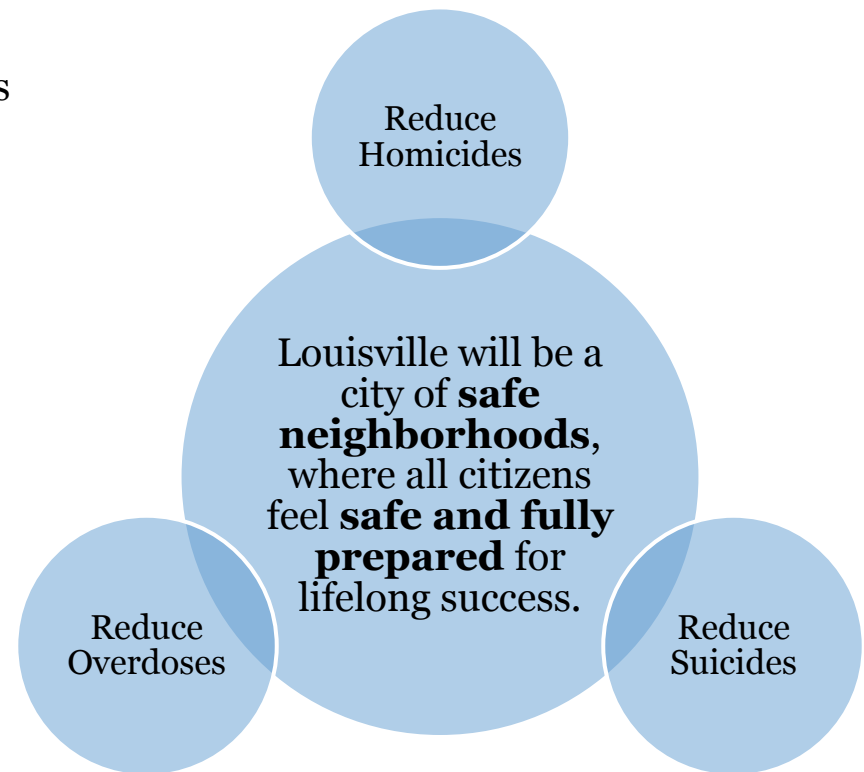 s
Reduce
Homicides
Louisville will be a
city of safe
neighborhoods,
where all citizens
feel safe and fully
prepared for
lifelong success.
Reduce
Overdoses
Reduce
Suicides